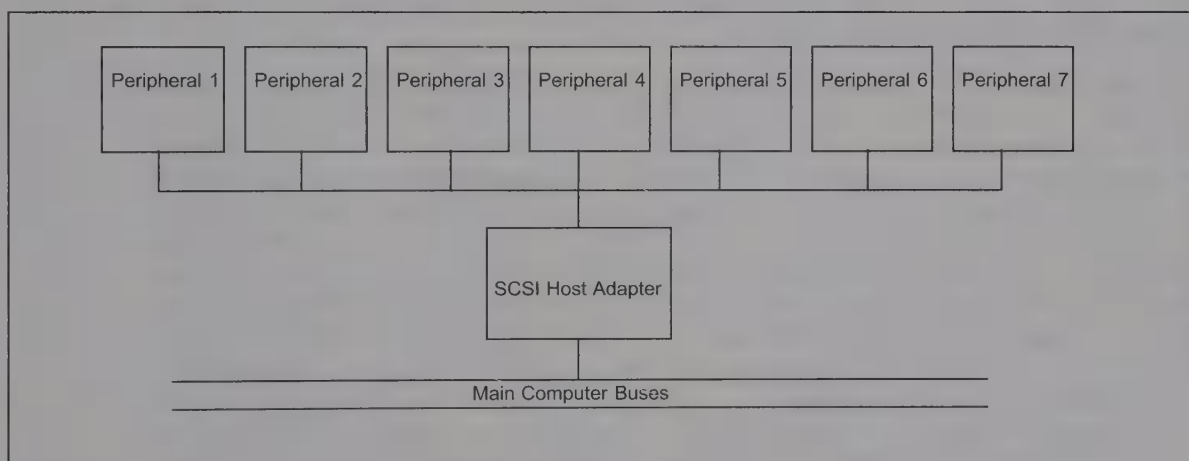 Peripheral 1
Peripheral 2
Peripheral 3
Peripheral 4
Peripheral 5
Peripheral 6
Peripheral 7
SCSI Host Adapter
Main Computer Buses